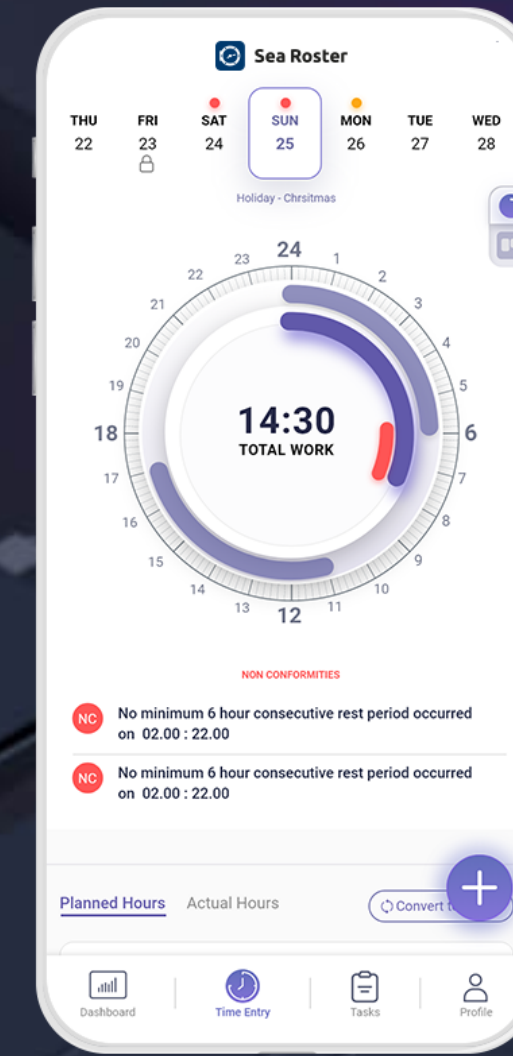 Sea Roster
THU FRI SAT SUN MON TUE WED
22 23 24 25 26 27 28
Holiday - Chrsitmas
24
23 1
22 2
21 3
20 4
19 5
18 6
17 7
16 8
15 9
14 10
13 11
12
14:30
TOTAL WORK
NON CONFORMITIES
NC No minimum 6 hour consecutive rest period occurred
on 02.00 : 22.00
NC No minimum 6 hour consecutive rest period occurred
on 02.00 : 22.00
Planned Hours Actual Hours Convert
Dashboard Time Entry Tasks Profile